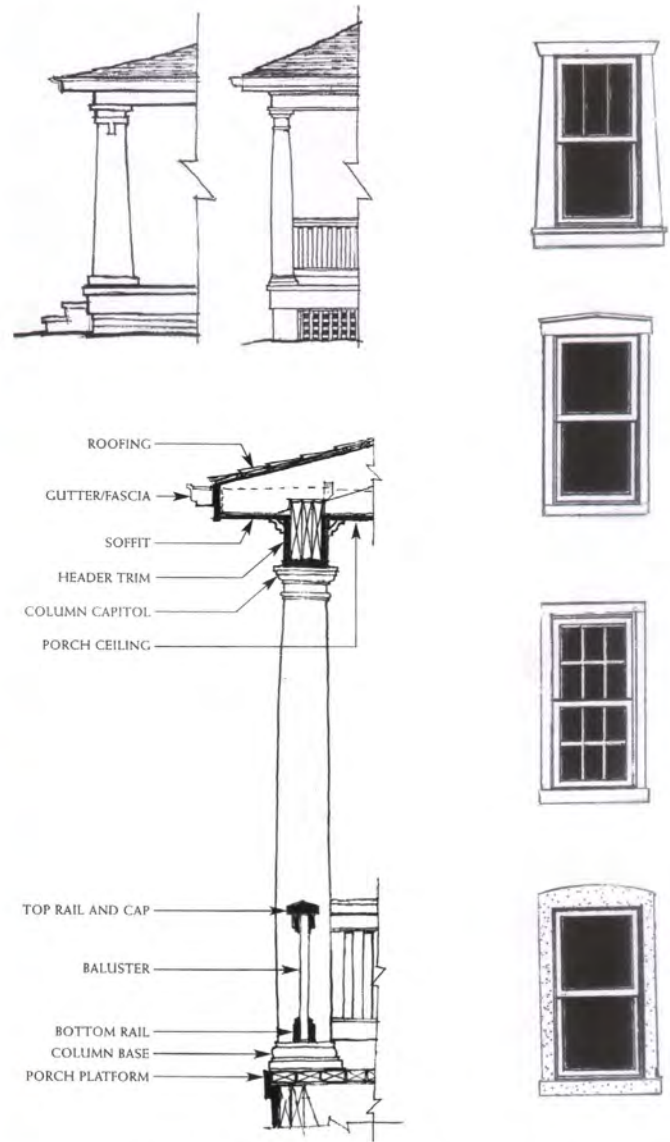 ROOFING
GUTTER/FASCIA
SOFFIT
HEADER TRIM
COLUMN CAPITOL
PORCH CEILING
TOP RAIL AND CAP
BALUSTER
BOTTOM RAIL
COLUMN BASE
PORCH PLATFORM